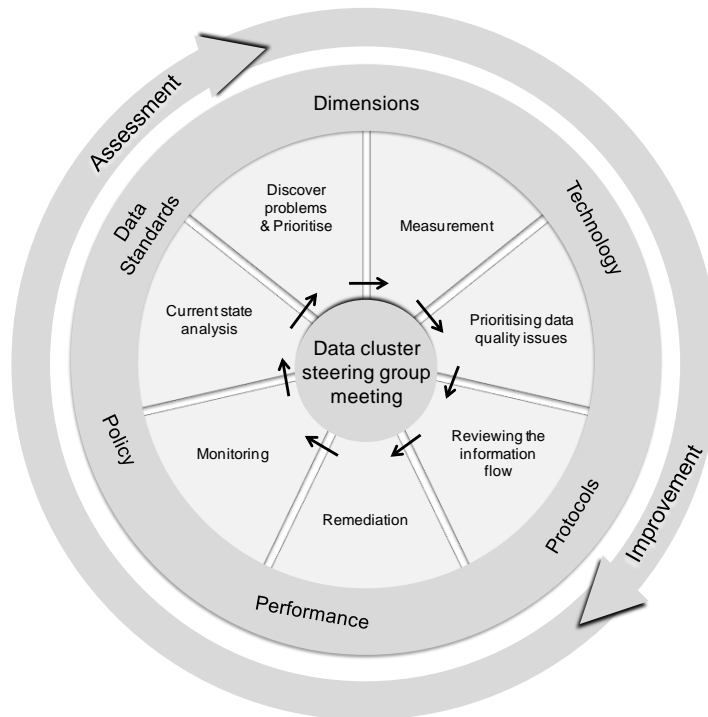 Assessment
Dimensions
Data
Standards
Technology
Discover
problems
& Prioritise
Measurement
Current state
analysis
Prioritising data
quality issues
Data cluster
steering group
meeting
Policy
Monitoring
Reviewing the
information
flow
Remediation
Protocols
Improvement
Performance